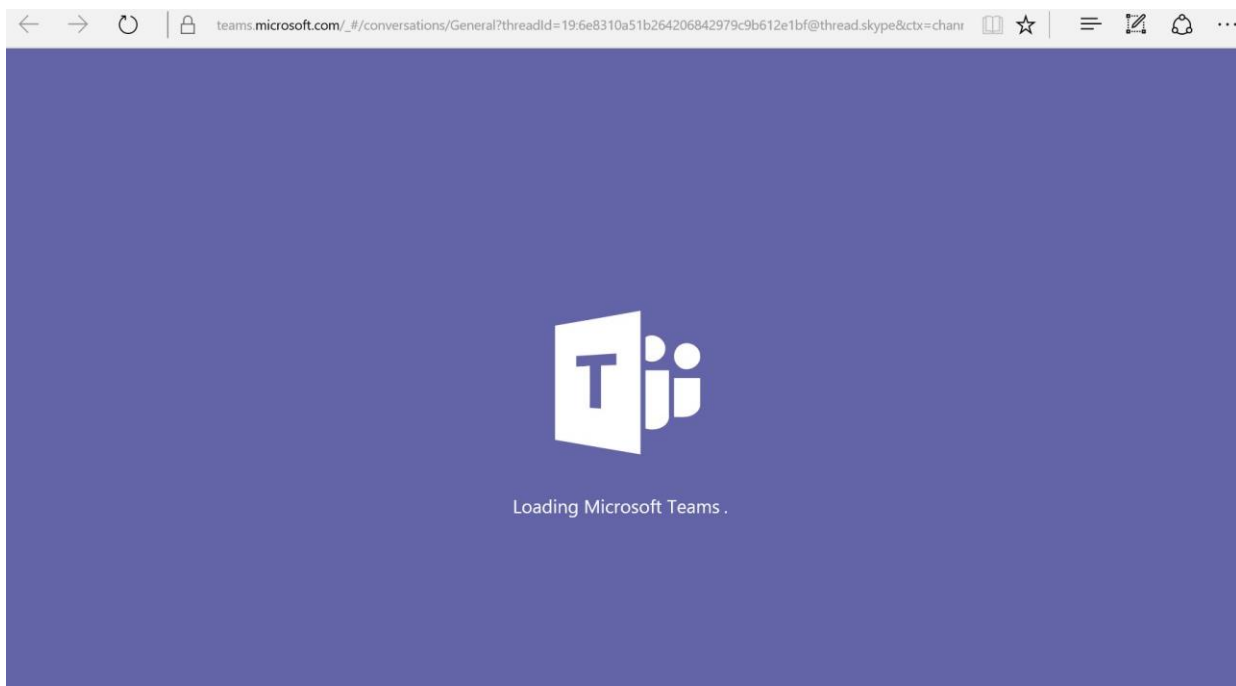 teams.microsoft.com/_#/conversations/General?threadId=19:6e8310a51b264206842979c9b612e1bf@thread.skype&ctx=chanr
T
Loading Microsoft Teams .